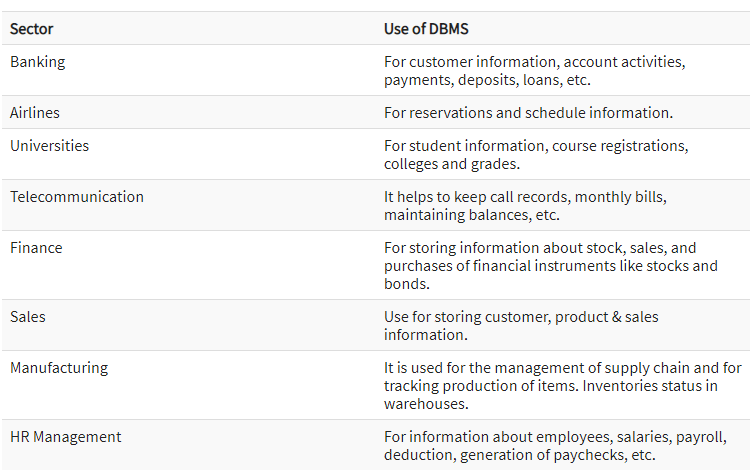 Sector Use of DBMS
Banking For customer information, account activities,
payments, deposits, loans, etc.
Airlines For reservations and schedule information.
Universities For student information, course registrations,
colleges and grades.
Telecommunication It helps to keep call records, monthly bills,
maintaining balances, etc.
Finance For storing information about stock, sales, and
purchases of financial instruments like stocks and
bonds.
Sales Use for storing customer, product & sales
information.
Manufacturing It is used for the management of supply chain and for
tracking production of items. Inventories status in
warehouses.
HR Management For information about employees, salaries, payroll,
deduction, generation of paychecks, etc.